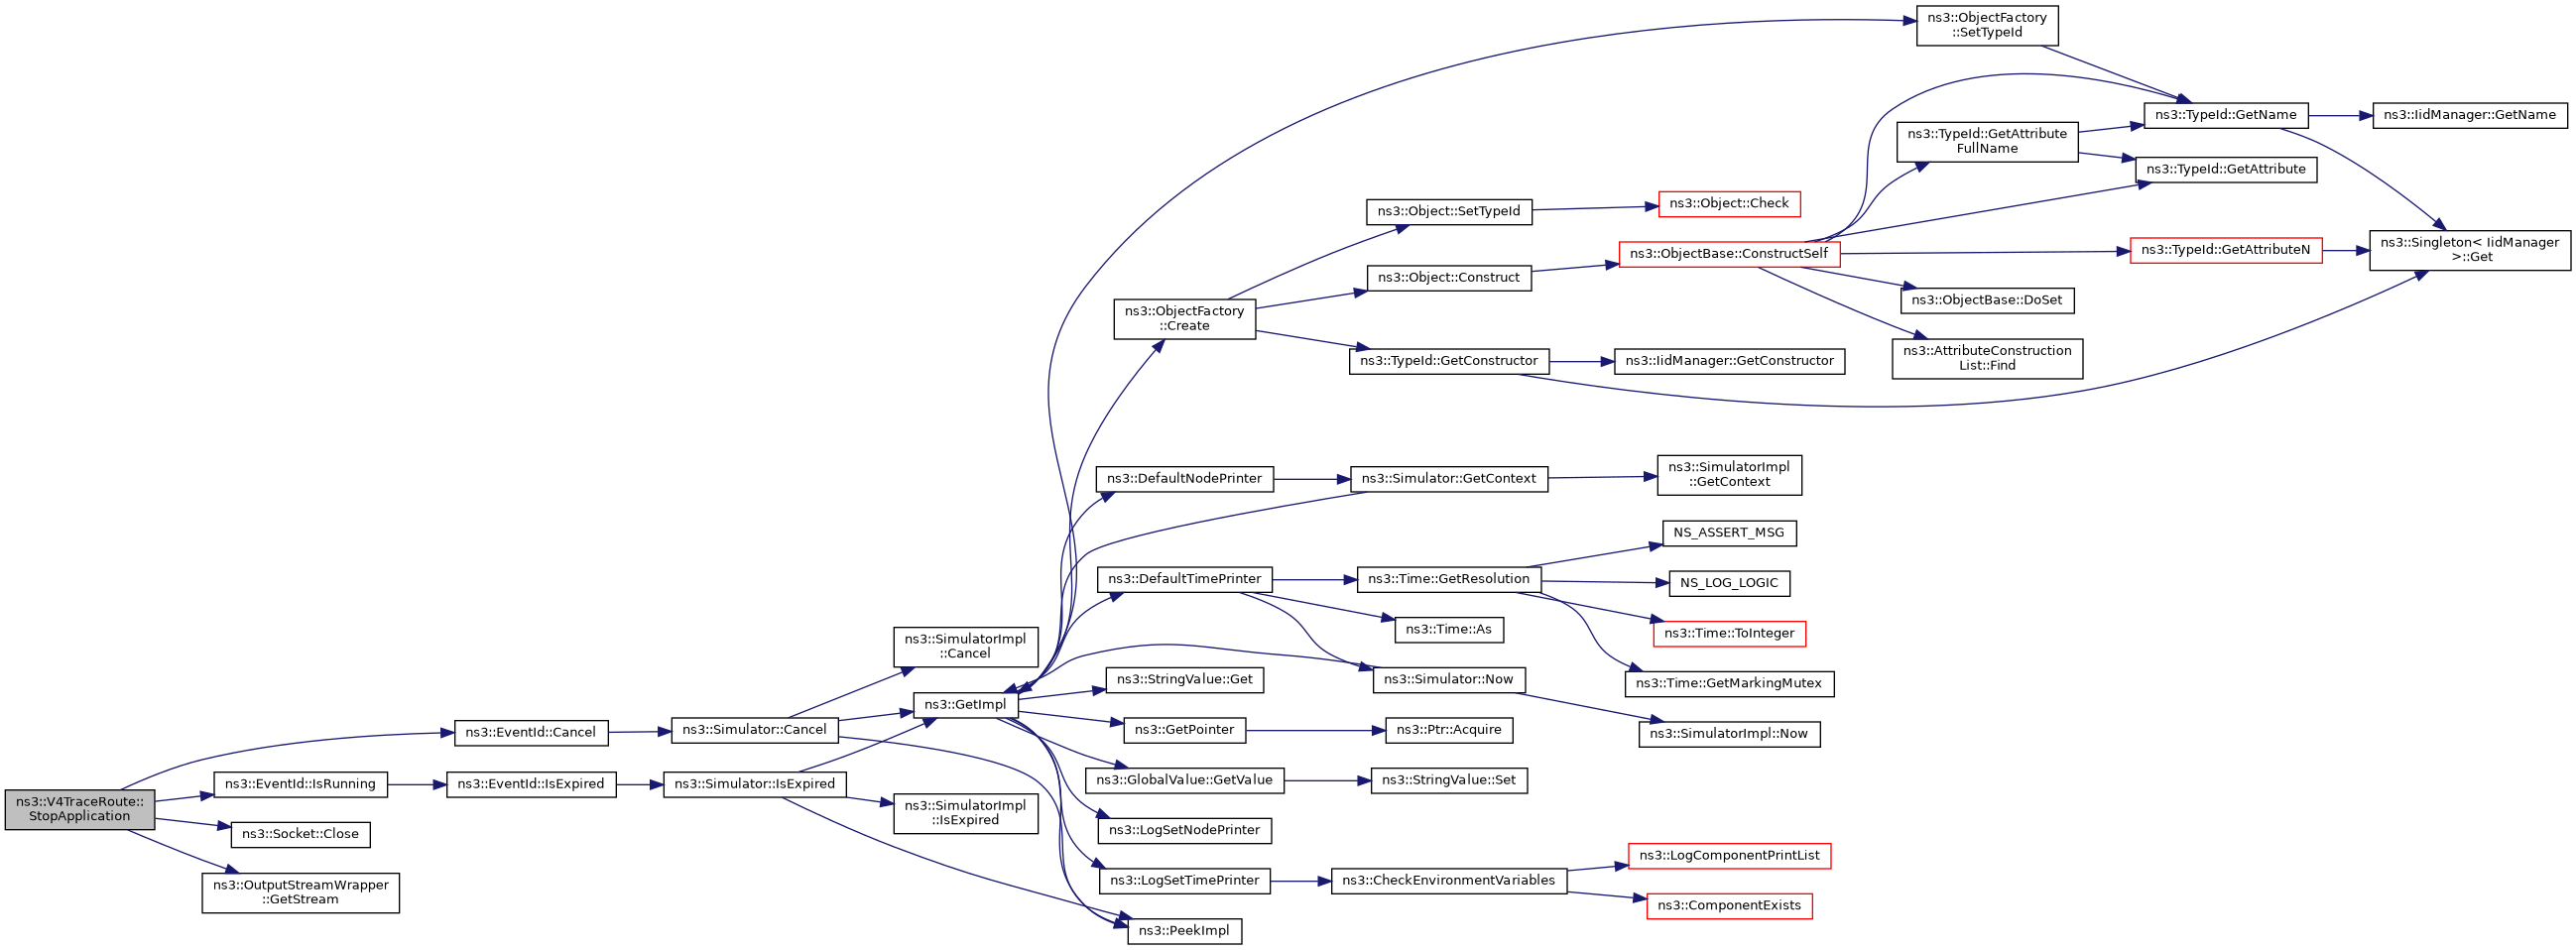 ns3::V4TraceRoute::
StopApplication
ns3::EventId::Cancel
ns3::EventId::IsRunning
ns3::Socket::Close
ns3::OutputStreamWrapper
::GetStream
ns3::EventId::IsExpired
ns3::Simulator::Cancel
ns3::Simulator::IsExpired
ns3::SimulatorImpl
::Cancel
ns3::GetImpl
ns3::SimulatorImpl
::IsExpired
ns3::ObjectFactory
::Create
ns3::DefaultNodePrinter
ns3::DefaultTimePrinter
ns3::StringValue::Get
ns3::GetPointer
ns3::GlobalValue::GetValue
ns3::LogSetNodePrinter
ns3::LogSetTimePrinter
ns3::PeekImpl
ns3::Object::SetTypeId
ns3::Object::Construct
ns3::TypeId::GetConstructor
ns3::Simulator::GetContext
ns3::Time::GetResolution
ns3::Time::As
ns3::Simulator::Now
ns3::Ptr::Acquire
ns3::StringValue::Set
ns3::CheckEnvironmentVariables
ns3::Object::Check
ns3::ObjectBase::ConstructSelf
ns3::IidManager::GetConstructor
ns3::SimulatorImpl
::GetContext
NS_ASSERT_MSG
NS_LOG_LOGIC
ns3::Time::ToInteger
ns3::Time::GetMarkingMutex
ns3::SimulatorImpl::Now
ns3::LogComponentPrintList
ns3::ComponentExists
ns3::ObjectFactory
::SetTypeId
ns3::TypeId::GetAttribute
FullName
ns3::ObjectBase::DoSet
ns3::AttributeConstruction
List::Find
ns3::TypeId::GetName
ns3::TypeId::GetAttribute
ns3::TypeId::GetAttributeN
ns3::IidManager::GetName
ns3::Singleton< IidManager
>::Get